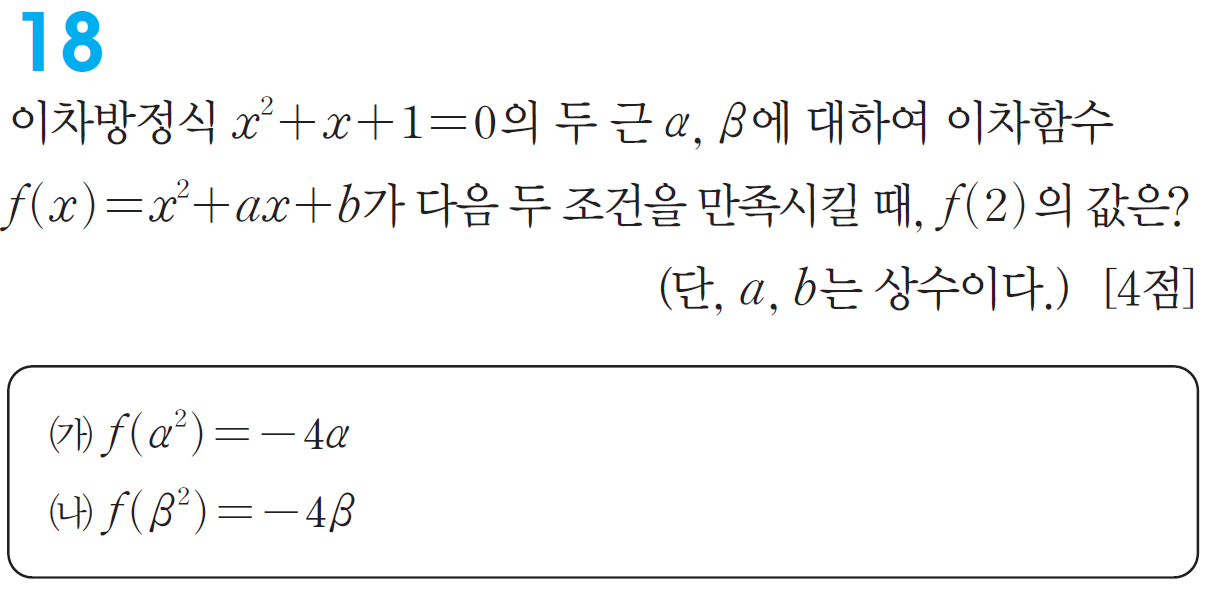 18
이차방정식 x²+x+1=0의 두 근 α, β에 대하여 이차함수
f(x)=x²+ax+b가 다음 두 조건을 만족시킬 때, f(2)의 값은?
(단, a, b는 상수이다.) [4점]
㈎ f(α²)=-4α
㈏ f(β²)=-4β